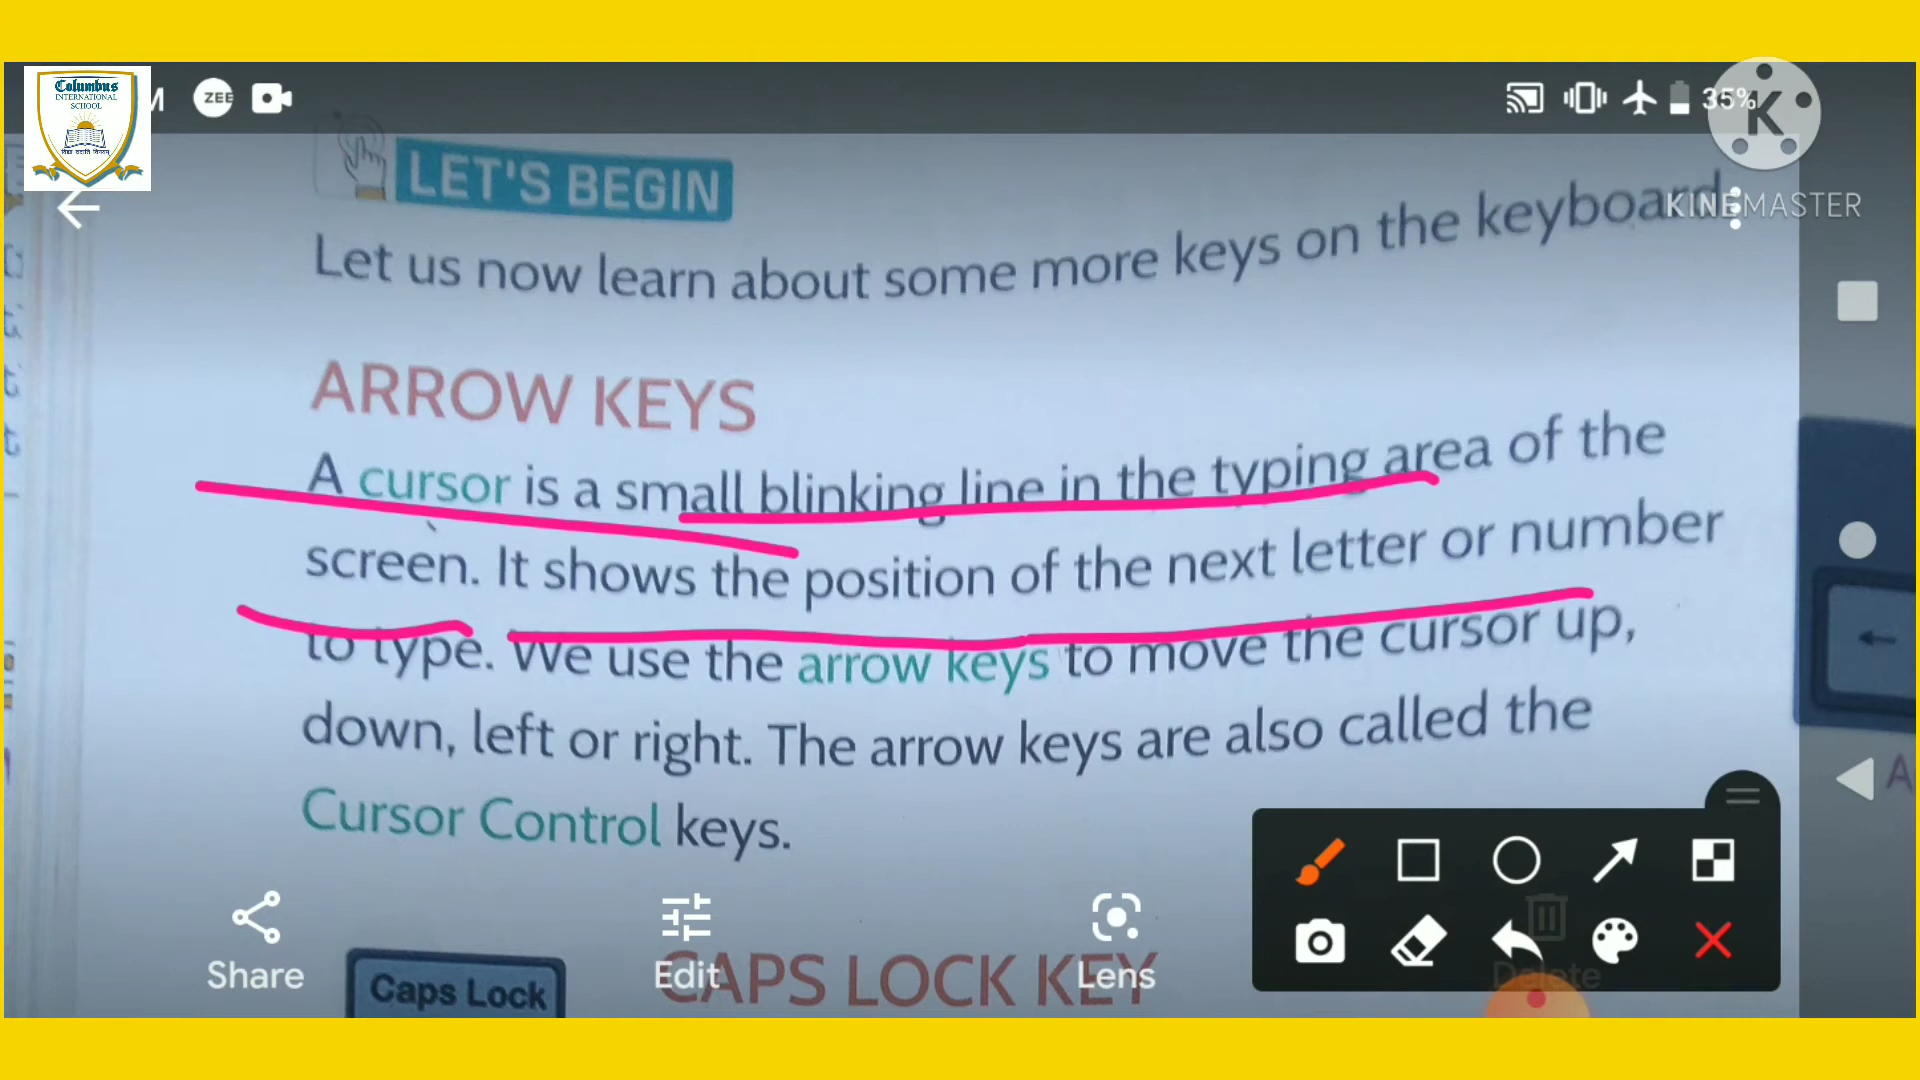 Columbus
INTERNATIONAL
SCHOOL
विद्या ददाति विनयम्
M
ZEE
35%
K
KINEMASTER
LET'S BEGIN
Let us now learn about some more keys on the keyboard.
ARROW KEYS
A cursor is a small blinking line in the typing area of the
screen. It shows the position of the next letter or number
to type. We use the arrow keys to move the cursor up,
down, left or right. The arrow keys are also called the
Cursor Control keys.
Share
Edit
Lens
Delete
Caps Lock
CAPS LOCK KEY
A